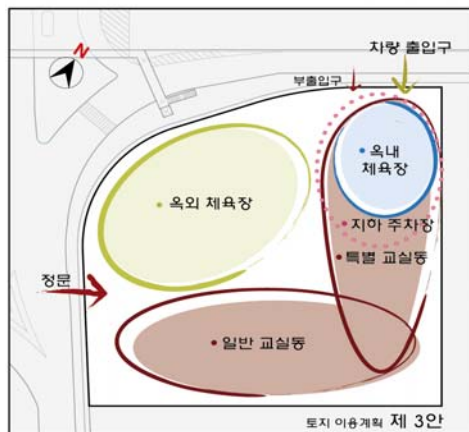 N
차량 출입구
부출입구
옥내
체육장
옥외 체육장
지하 주차장
특별 교실동
정문
일반 교실동
토지 이용계획 제 3안